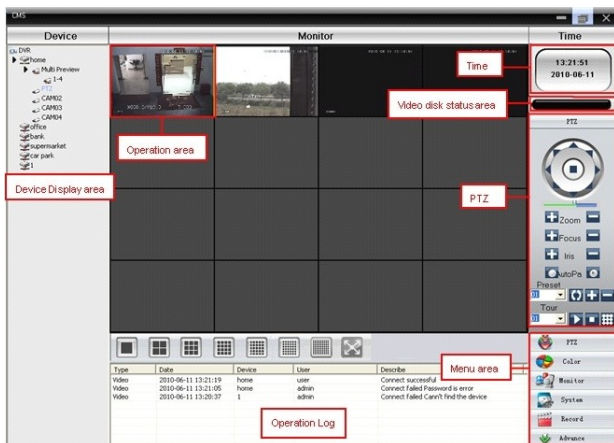 CMS
Device
Monitor
Time
DVR
home
Multi Preview
1-4
PTZ
CAM02
CAM03
CAM04
office
bank
supermarket
car park
1
Device Display area
Operation area
Time
13:21:51
2010-06-11
Video disk status area
PTZ
PTZ
Zoom
Focus
Iris
AutoPa
Preset
01
Tour
01
Menu area
PTZ
Color
Monitor
System
Record
Advance
Type Date Device User Describe
Video 2010-06-11 13:21:19 home user Connect successful
Video 2010-06-11 13:21:05 home admin Connect failed Password is error
Video 2010-06-11 13:20:37 1 admin Connect failed Cann't find the device
Operation Log